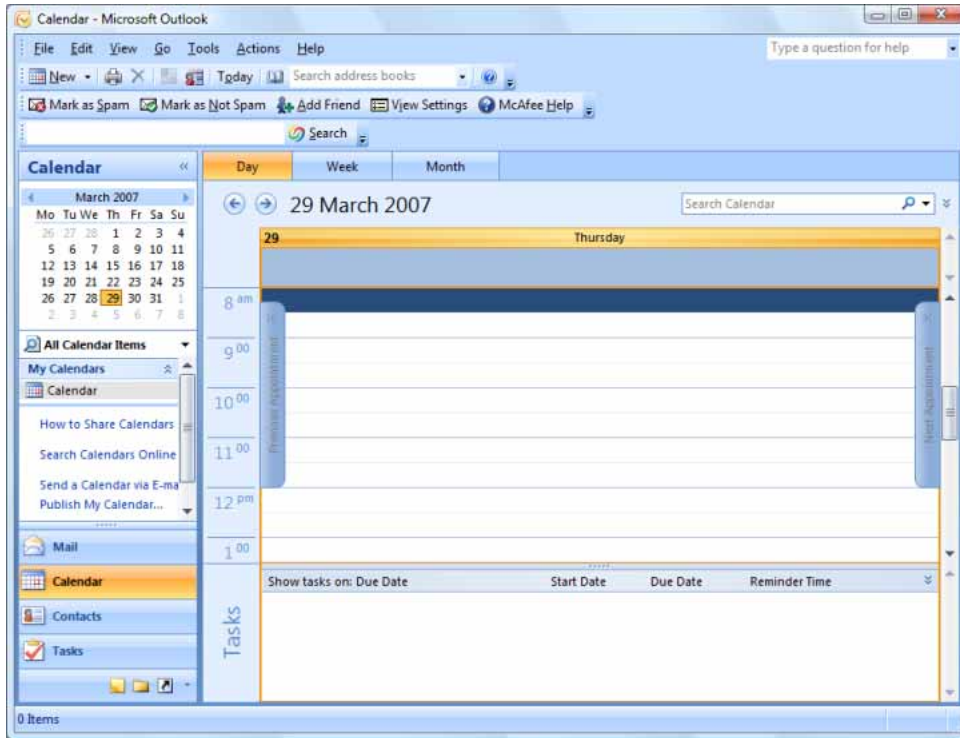 Calendar - Microsoft Outlook
File Edit View Go Tools Actions Help Type a question for help
New Today Search address books
Mark as Spam Mark as Not Spam Add Friend View Settings McAfee Help
Search
Calendar «
Day Week Month
March 2007
Mo Tu We Th Fr Sa Su
26 27 28 1 2 3 4
5 6 7 8 9 10 11
12 13 14 15 16 17 18
19 20 21 22 23 24 25
26 27 28 29 30 31 1
2 3 4 5 6 7 8
All Calendar Items
My Calendars
Calendar
How to Share Calendars
Search Calendars Online
Send a Calendar via E-ma
Publish My Calendar...
Mail
Calendar
Contacts
Tasks
29 March 2007 Search Calendar
29 Thursday
8 am
9 00
10 00
11 00
12 pm
1 00
Previous Appointment
Next Appointment
Tasks
Show tasks on: Due Date Start Date Due Date Reminder Time
0 Items